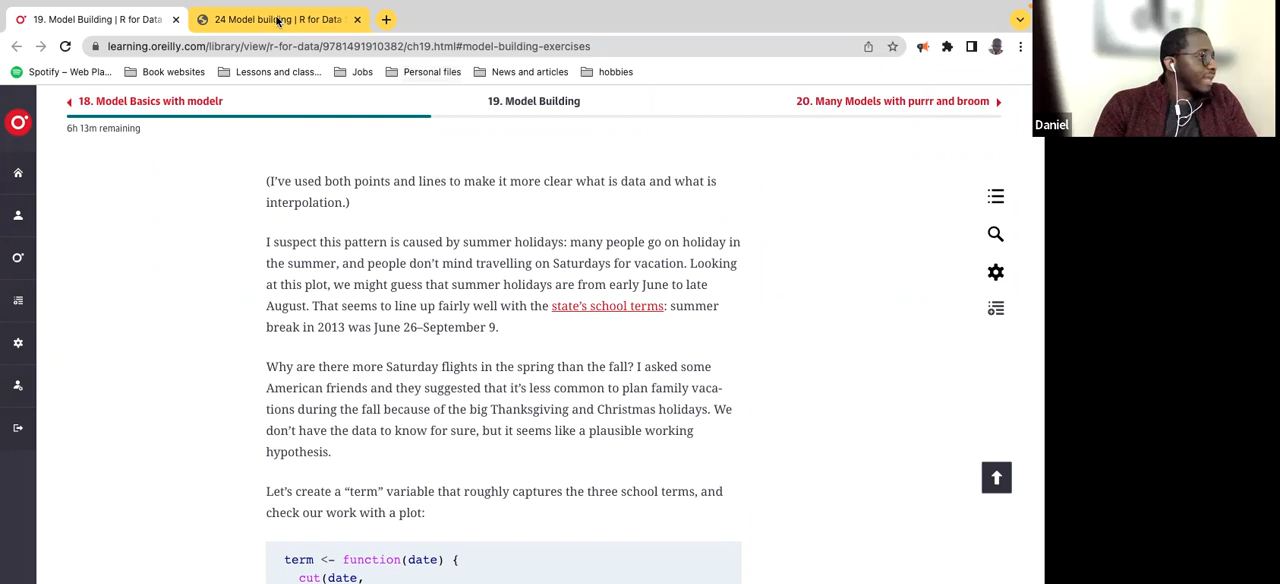 19. Model Building | R for Data
24 Model building | R for Data
learning.oreilly.com/library/view/r-for-data/9781491910382/ch19.html#model-building-exercises
Spotify – Web Pla...
Book websites
Lessons and class...
Jobs
Personal files
News and articles
hobbies
18. Model Basics with modelr
19. Model Building
20. Many Models with purrr and broom
6h 13m remaining
Daniel
(I’ve used both points and lines to make it more clear what is data and what is
interpolation.)
I suspect this pattern is caused by summer holidays: many people go on holiday in
the summer, and people don’t mind travelling on Saturdays for vacation. Looking
at this plot, we might guess that summer holidays are from early June to late
August. That seems to line up fairly well with the state’s school terms: summer
break in 2013 was June 26–September 9.
Why are there more Saturday flights in the spring than the fall? I asked some
American friends and they suggested that it’s less common to plan family vaca-
tions during the fall because of the big Thanksgiving and Christmas holidays. We
don’t have the data to know for sure, but it seems like a plausible working
hypothesis.
Let’s create a “term” variable that roughly captures the three school terms, and
check our work with a plot:
term <- function(date) {
cut(date,